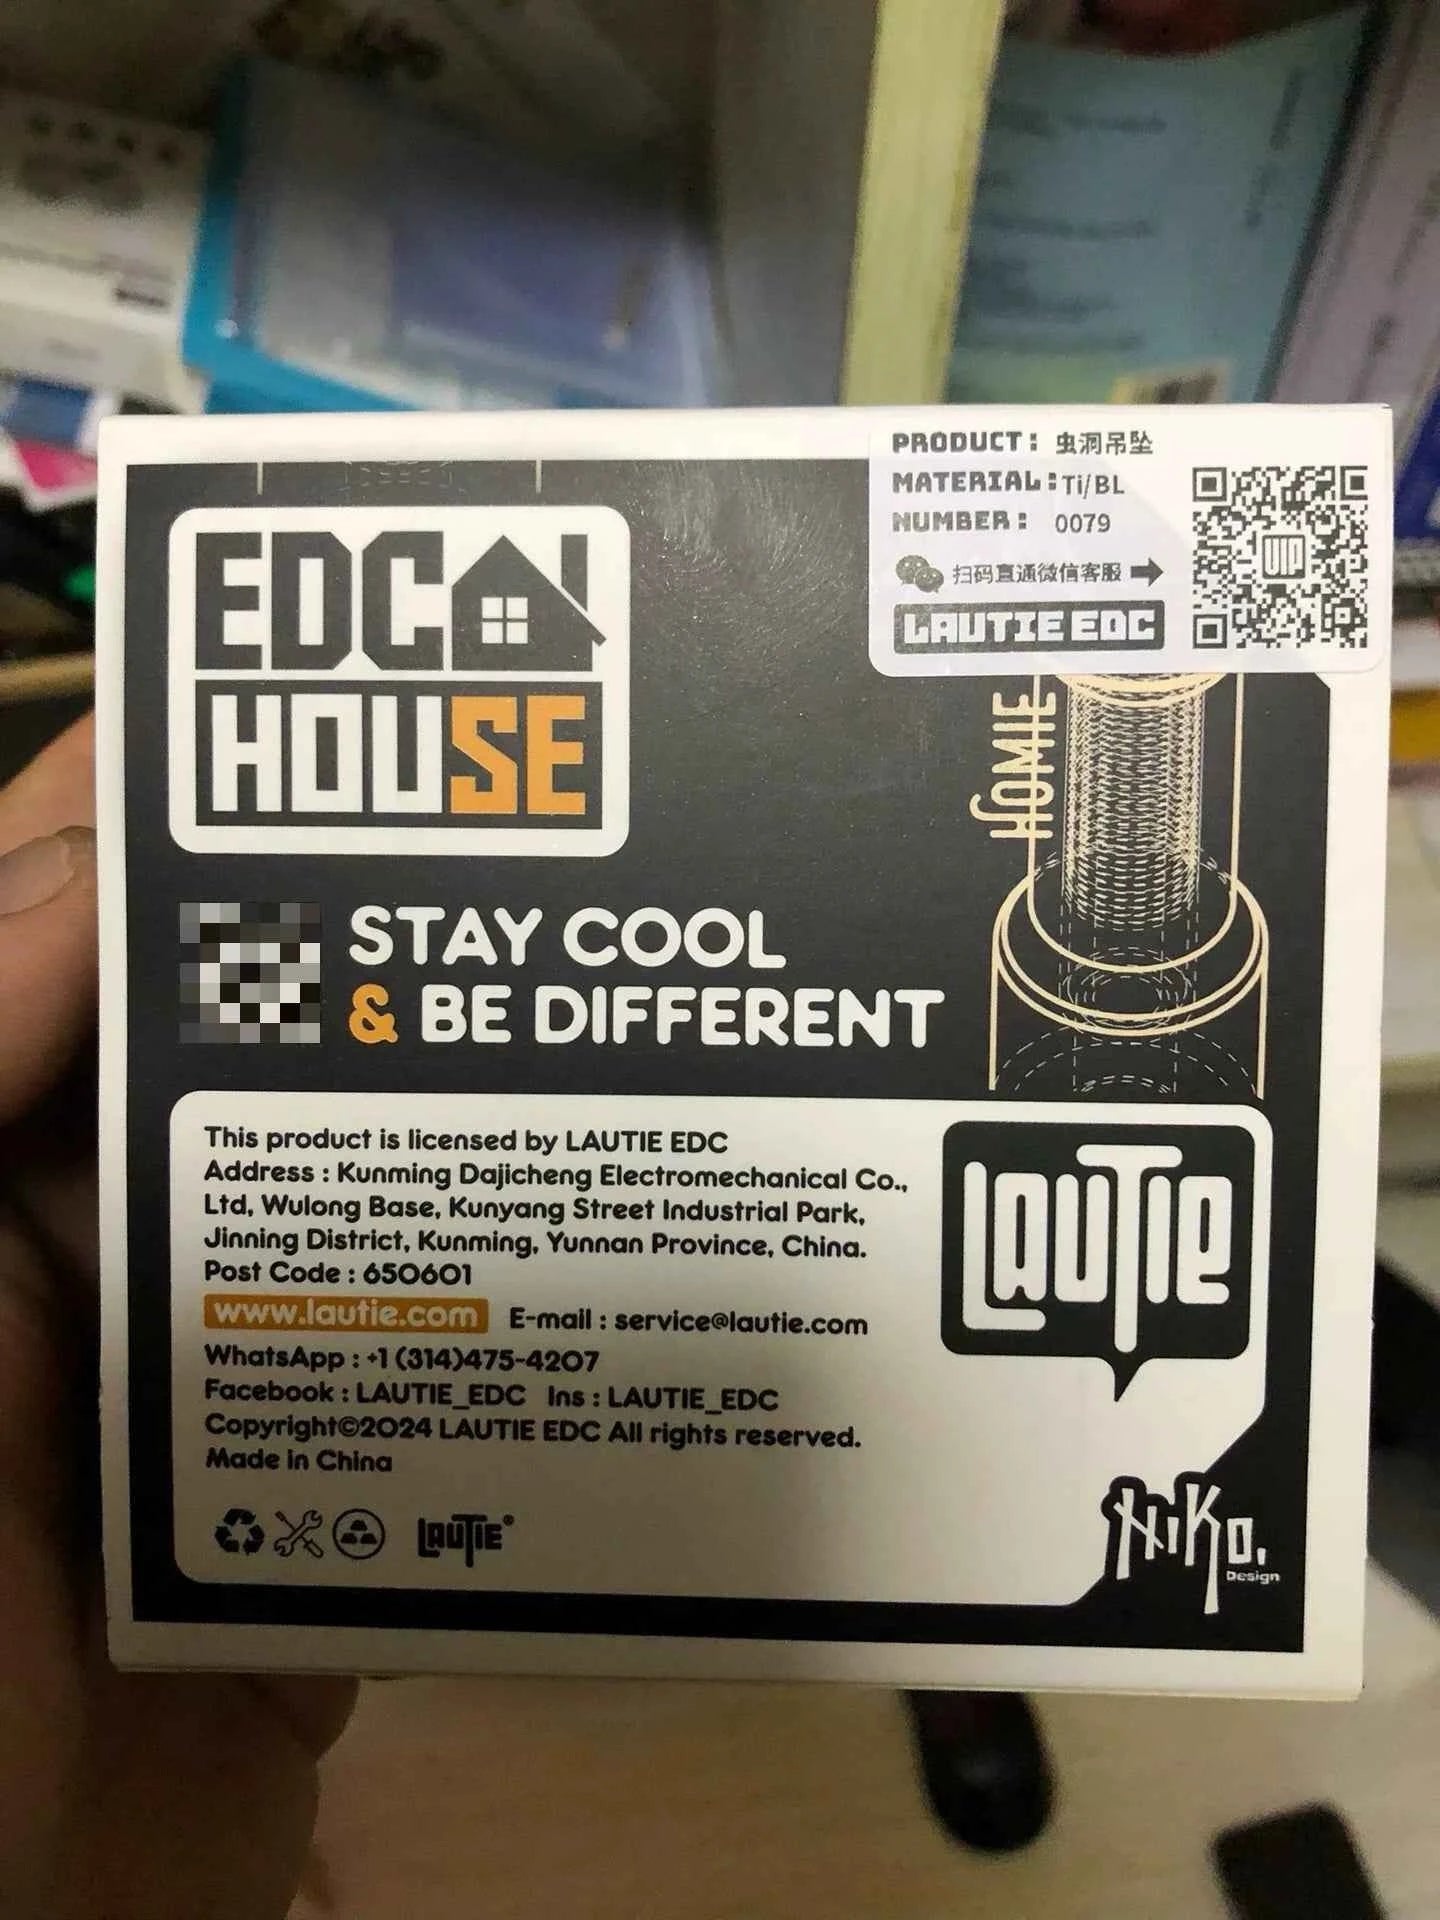 PRODUCT: 虫洞吊坠
MATERIAL: Ti/BL
NUMBER: 0079
扫码直通微信客服
LAUTIE EDC
VIP
EDC
HOUSE
HOMIE
STAY COOL
& BE DIFFERENT
This product is licensed by LAUTIE EDC
Address : Kunming Dajicheng Electromechanical Co.,
Ltd, Wulong Base, Kunyang Street Industrial Park,
Jinning District, Kunming, Yunnan Province, China.
Post Code : 650601
www.lautie.com E-mail : service@lautie.com
WhatsApp : +1 (314)475-4207
Facebook : LAUTIE_EDC Ins : LAUTIE_EDC
Copyright©2024 LAUTIE EDC All rights reserved.
Made in China
LAUTIE®
LAUTIE
NiKo.
Design